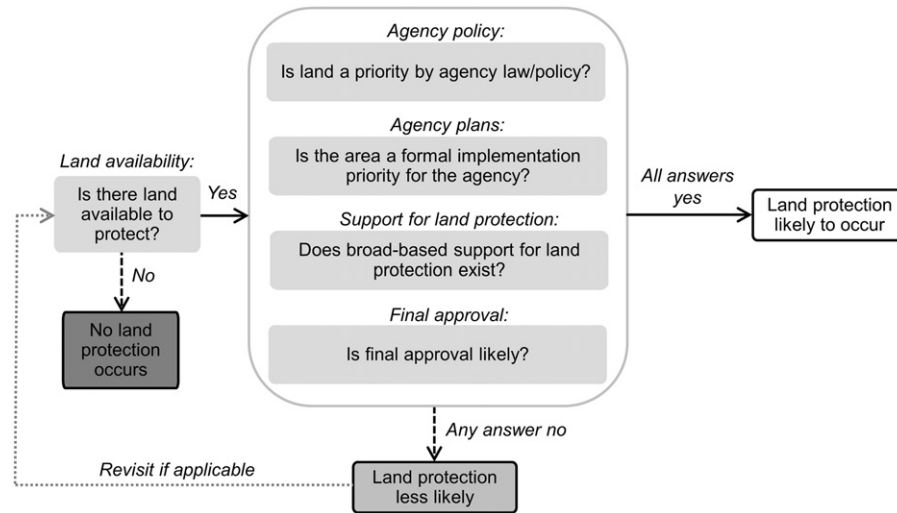 Agency policy:
Is land a priority by agency law/policy?
Agency plans:
Is the area a formal implementation
priority for the agency?
Land availability:
Is there land
available to
protect?
Yes
Support for land protection:
Does broad-based support for land
protection exist?
All answers
yes
Land protection
likely to occur
No
No land
protection
occurs
Final approval:
Is final approval likely?
Any answer no
Revisit if applicable
Land protection
less likely